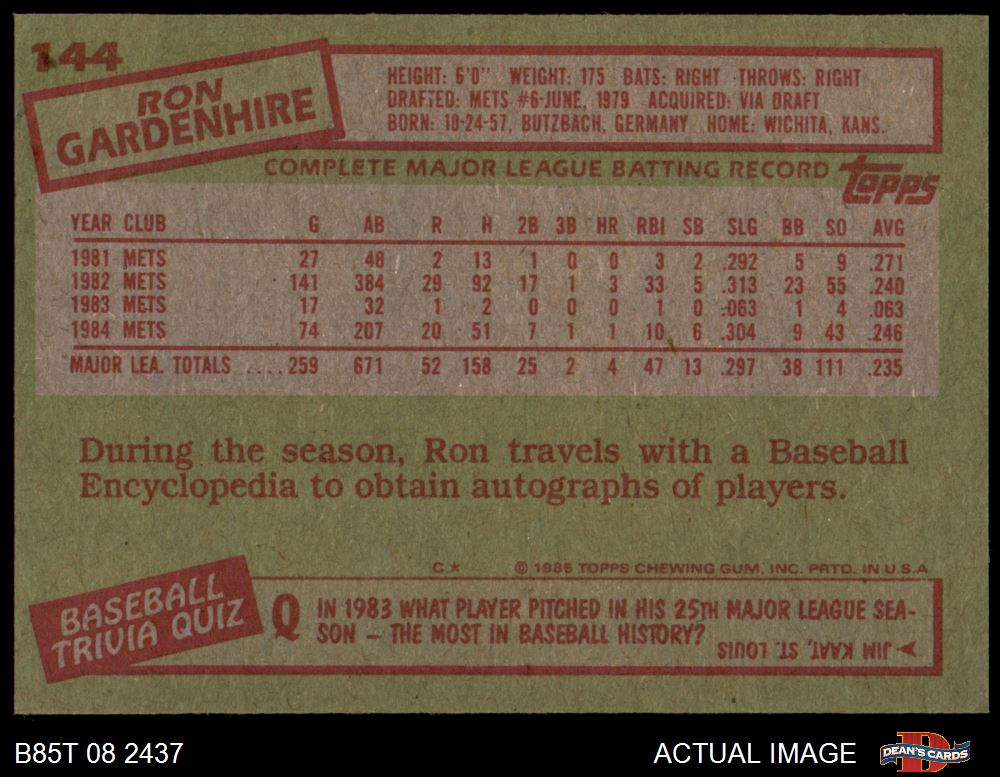 144
RON
GARDENHIRE
HEIGHT: 6'0" WEIGHT: 175 BATS: RIGHT THROWS: RIGHT
DRAFTED: METS #6-JUNE, 1979 ACQUIRED: VIA DRAFT
BORN: 10-24-57, BUTZBACH, GERMANY HOME: WICHITA, KANS.
COMPLETE MAJOR LEAGUE BATTING RECORD
TOPPS
YEAR CLUB G AB R H 2B 3B HR RBI SB SLG BB SO AVG
1981 METS 27 48 2 13 1 0 0 3 2 .292 5 9 .271
1982 METS 141 384 29 92 17 1 3 33 5 .313 23 55 .240
1983 METS 17 32 1 2 0 0 0 1 0 .063 1 4 .063
1984 METS 74 207 20 51 7 1 1 10 6 .304 9 43 .246
MAJOR LEA. TOTALS ....259 671 52 158 25 2 4 47 13 .297 38 111 .235
During the season, Ron travels with a Baseball
Encyclopedia to obtain autographs of players.
C* © 1985 TOPPS CHEWING GUM, INC. PRTD. IN U.S.A
BASEBALL
TRIVIA QUIZ
Q IN 1983 WHAT PLAYER PITCHED IN HIS 25TH MAJOR LEAGUE SEA-
SON – THE MOST IN BASEBALL HISTORY?
A JIM KAAT, ST. LOUIS
B85T 08 2437
ACTUAL IMAGE
D
DEAN'S CARDS